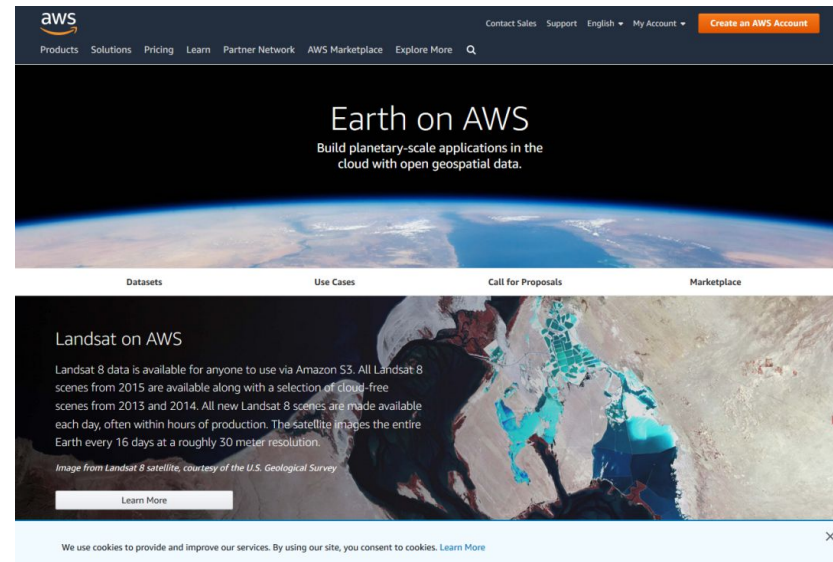 aws
Contact Sales Support English My Account Create an AWS Account
Products Solutions Pricing Learn Partner Network AWS Marketplace Explore More
Earth on AWS
Build planetary-scale applications in the
cloud with open geospatial data.
Datasets Use Cases Call for Proposals Marketplace
Landsat on AWS
Landsat 8 data is available for anyone to use via Amazon S3. All Landsat 8
scenes from 2015 are available along with a selection of cloud-free
scenes from 2013 and 2014. All new Landsat 8 scenes are made available
each day, often within hours of production. The satellite images the entire
Earth every 16 days at a roughly 30 meter resolution.
Image from Landsat 8 satellite, courtesy of the U.S. Geological Survey
Learn More
We use cookies to provide and improve our services. By using our site, you consent to cookies. Learn More